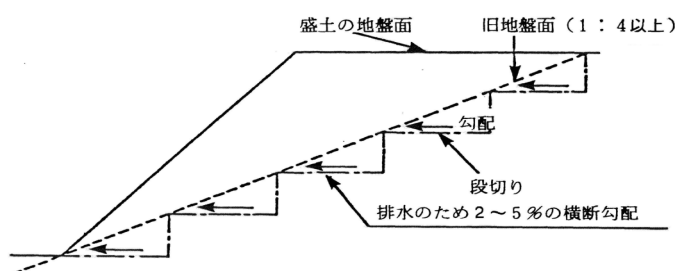 盛土の地盤面
旧地盤面（１：４以上）
勾配
段切り
排水のため２～５％の横断勾配